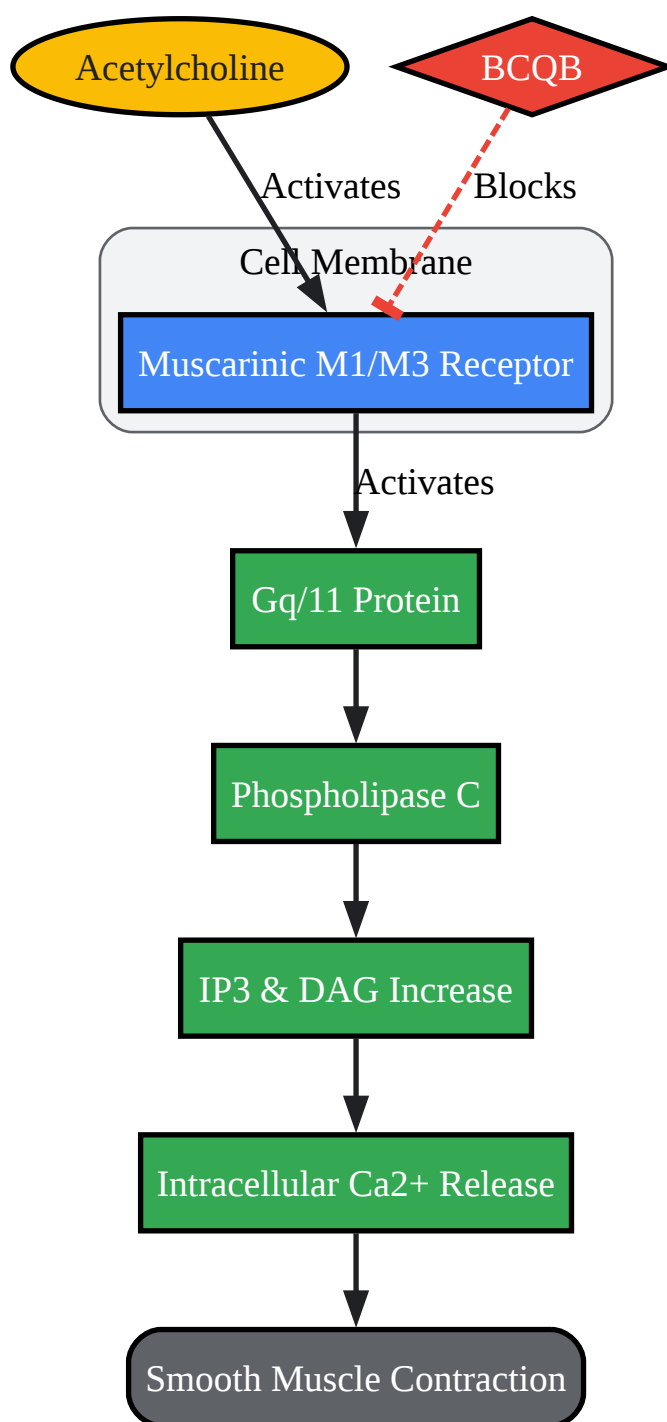 Acetylcholine
BCQB
Activates
Blocks
Cell Membrane
Muscarinic M1/M3 Receptor
Activates
Gq/11 Protein
Phospholipase C
IP3 & DAG Increase
Intracellular Ca2+ Release
Smooth Muscle Contraction